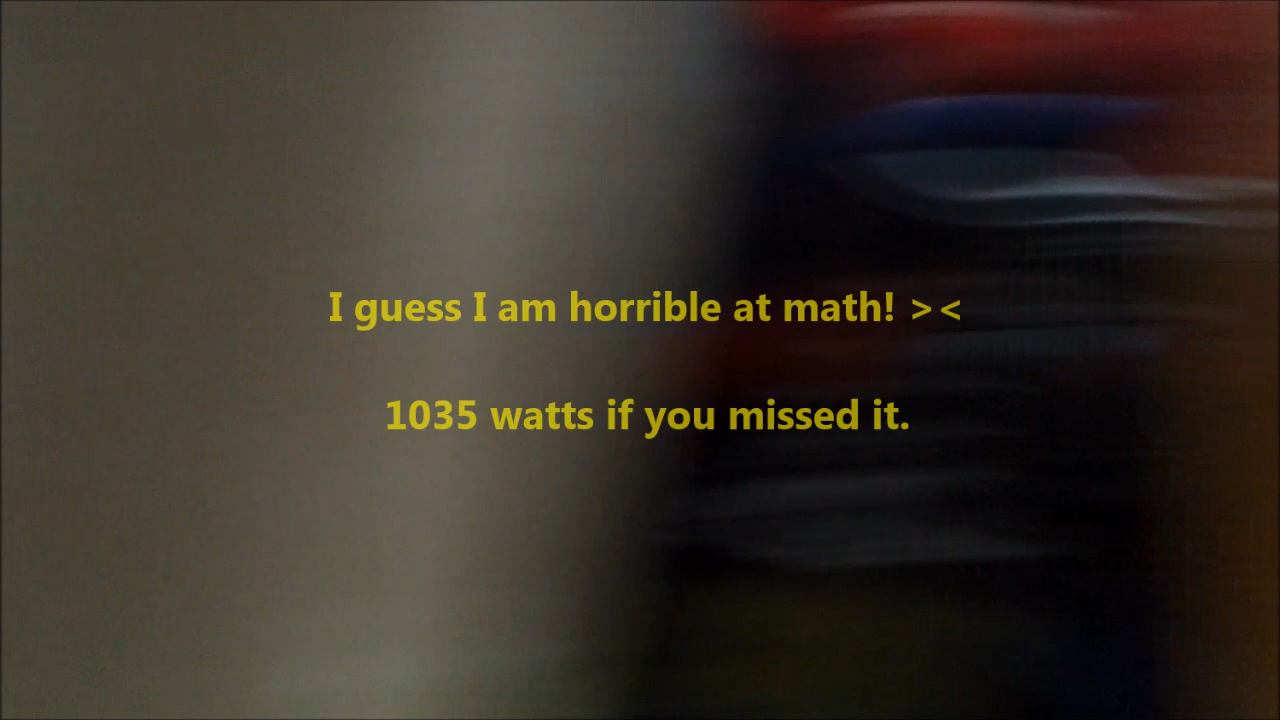 I guess I am horrible at math! ><
1035 watts if you missed it.